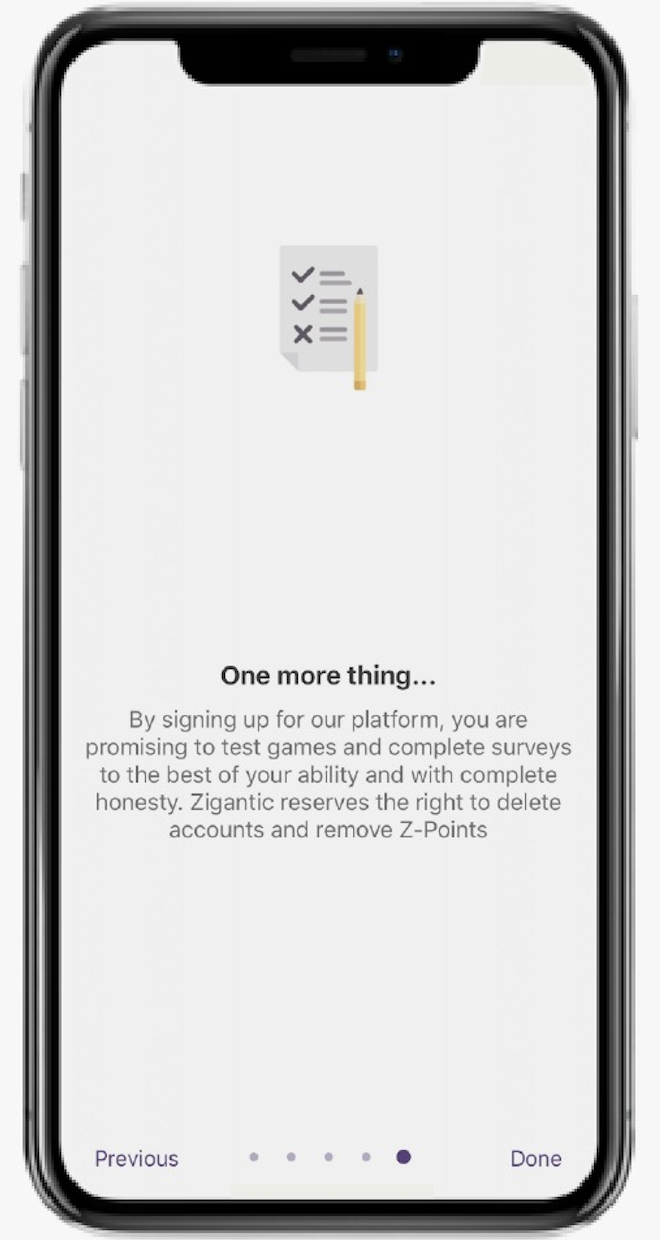 One more thing...
By signing up for our platform, you are
promising to test games and complete surveys
to the best of your ability and with complete
honesty. Zigantic reserves the right to delete
accounts and remove Z-Points
Previous
Done